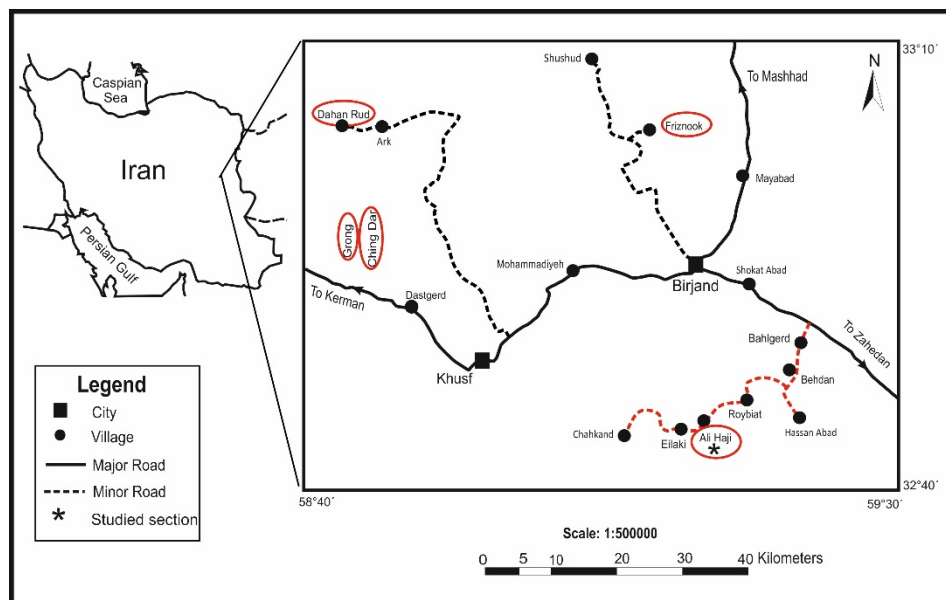 Caspian
Sea
Iran
Persian Gulf
Legend
City
Village
Major Road
Minor Road
Studied section
33°10´
N
To Mashhad
Shushud
Dahan Rud
Ark
Friznook
Mayabad
Grong
Ching Dar
Mohammadiyeh
Birjand
Shokat Abad
To Kerman
Dastgerd
Khusf
To Zahedan
Bahlgerd
Behdan
Roybiat
Hassan Abad
Chahkand
Eilaki
Ali Haji
32°40´
58°40´
59°30´
Scale: 1:500000
0 5 10 20 30 40 Kilometers